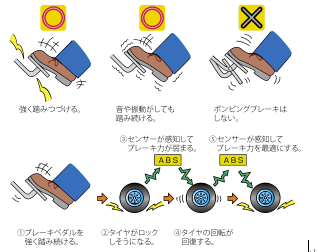 強く踏みつづける。
音や振動がしても
踏み続ける。
ポンピングブレーキは
しない。
③センサーが感知して
ブレーキ力が弱まる。
⑤センサーが感知して
ブレーキ力を最適にする。
ABS
ABS
①ブレーキペダルを
強く踏み続ける。
②タイヤがロック
しそうになる。
④タイヤの回転が
回復する。